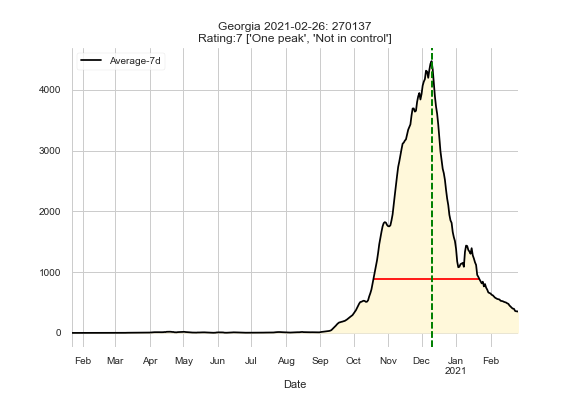 Georgia 2021-02-26: 270137
Rating:7 ['One peak', 'Not in control']
Average-7d
4000
3000
2000
1000
0
Feb Mar Apr May Jun Jul Aug Sep Oct Nov Dec Jan Feb
2021
Date